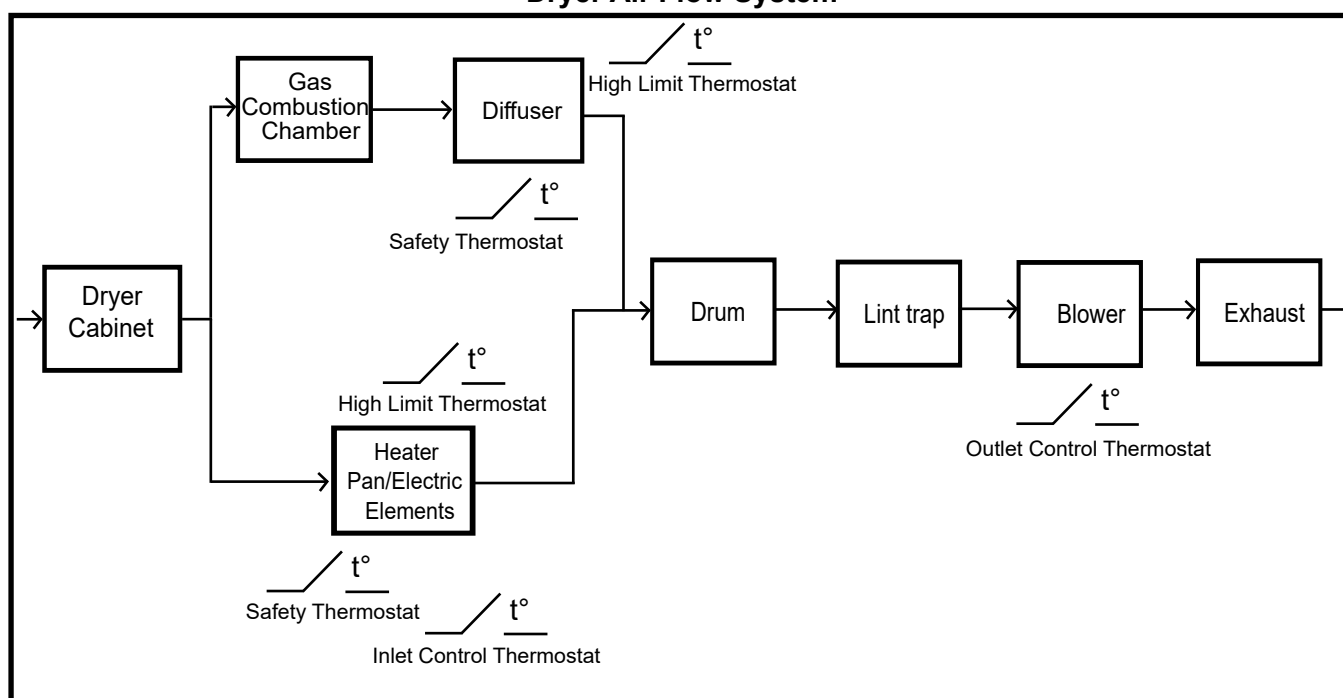 Dryer Air Flow System
t°
High Limit Thermostat
Gas
Combustion
Chamber
Diffuser
t°
Safety Thermostat
Dryer
Cabinet
Drum
Lint trap
Blower
Exhaust
t°
High Limit Thermostat
t°
Outlet Control Thermostat
Heater
Pan/Electric
Elements
t°
Safety Thermostat
t°
Inlet Control Thermostat